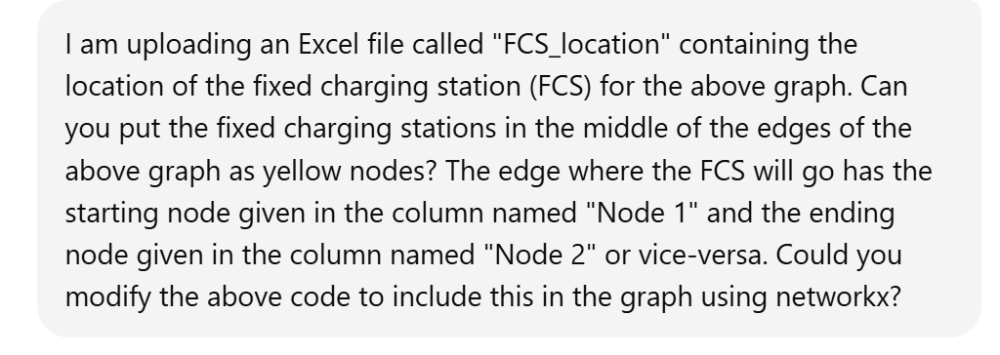 I am uploading an Excel file called "FCS_location" containing the
location of the fixed charging station (FCS) for the above graph. Can
you put the fixed charging stations in the middle of the edges of the
above graph as yellow nodes? The edge where the FCS will go has the
starting node given in the column named "Node 1" and the ending
node given in the column named "Node 2" or vice-versa. Could you
modify the above code to include this in the graph using networkx?